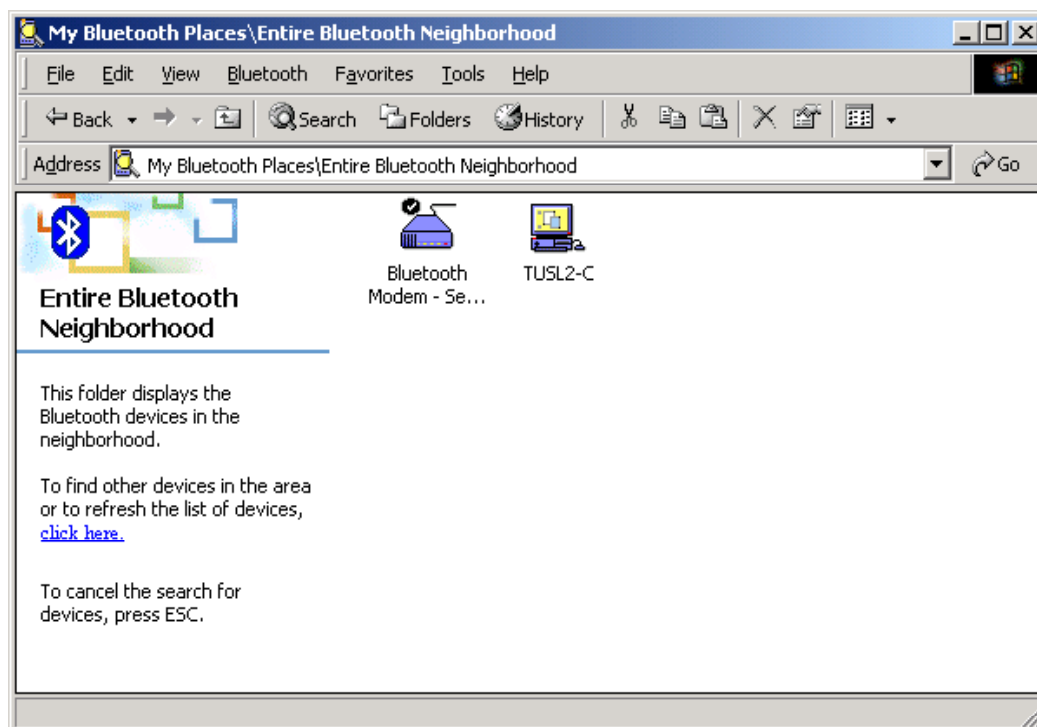 My Bluetooth Places\Entire Bluetooth Neighborhood
File Edit View Bluetooth Favorites Tools Help
Back Search Folders History
Address My Bluetooth Places\Entire Bluetooth Neighborhood Go
Entire Bluetooth
Neighborhood
This folder displays the
Bluetooth devices in the
neighborhood.
To find other devices in the area
or to refresh the list of devices,
click here.
To cancel the search for
devices, press ESC.
Bluetooth
Modem - Se...
TUSL2-C